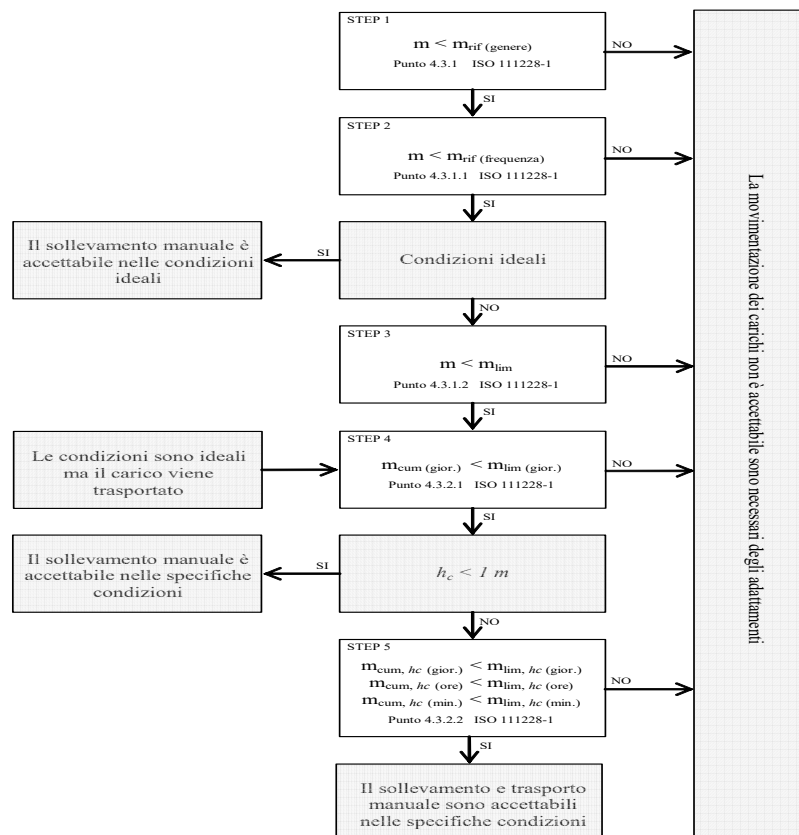 STEP 1
m < mrif (genere)
Punto 4.3.1 ISO 111228-1
NO
SI
STEP 2
m < mrif (frequenza)
Punto 4.3.1.1 ISO 111228-1
NO
SI
Il sollevamento manuale è
accettabile nelle condizioni
ideali
SI
Condizioni ideali
NO
STEP 3
m < mlim
Punto 4.3.1.2 ISO 111228-1
NO
SI
Le condizioni sono ideali
ma il carico viene
trasportato
STEP 4
mcum (gior.) < mlim (gior.)
Punto 4.3.2.1 ISO 111228-1
NO
SI
Il sollevamento manuale è
accettabile nelle specifiche
condizioni
SI
hc < 1 m
NO
STEP 5
mcum, hc (gior.) < mlim, hc (gior.)
mcum, hc (ore) < mlim, hc (ore)
mcum, hc (min.) < mlim, hc (min.)
Punto 4.3.2.2 ISO 111228-1
NO
SI
Il sollevamento e trasporto
manuale sono accettabili
nelle specifiche condizioni
La movimentazione dei carichi non è accettabile sono necessari degli adattamenti